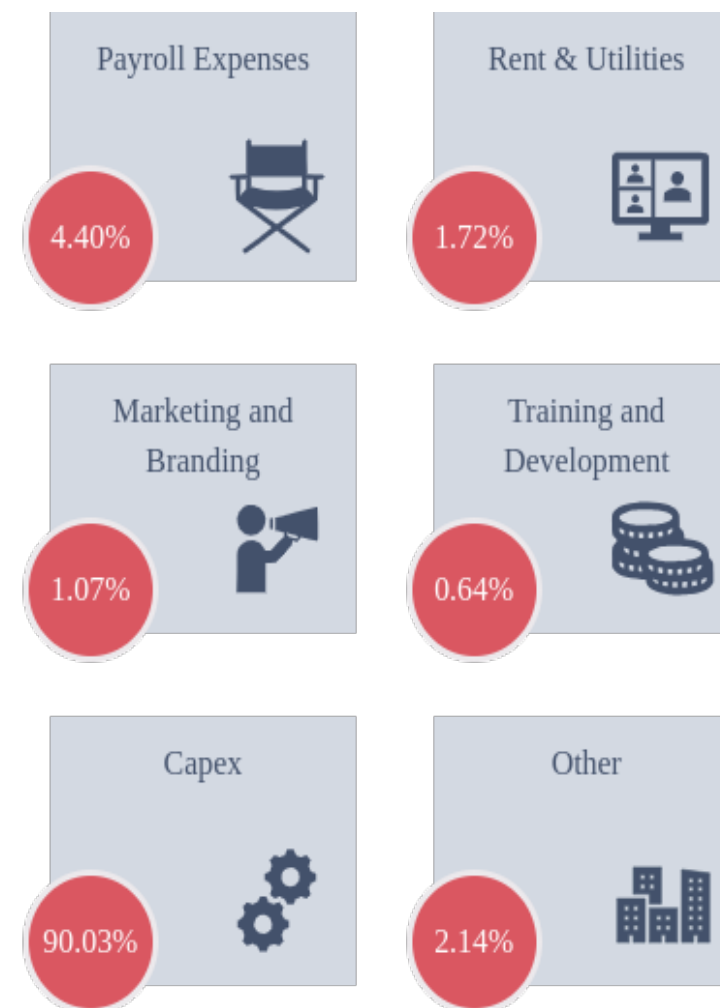 Payroll Expenses
4.40%
Rent & Utilities
1.72%
Marketing and
Branding
1.07%
Training and
Development
0.64%
Capex
90.03%
Other
2.14%